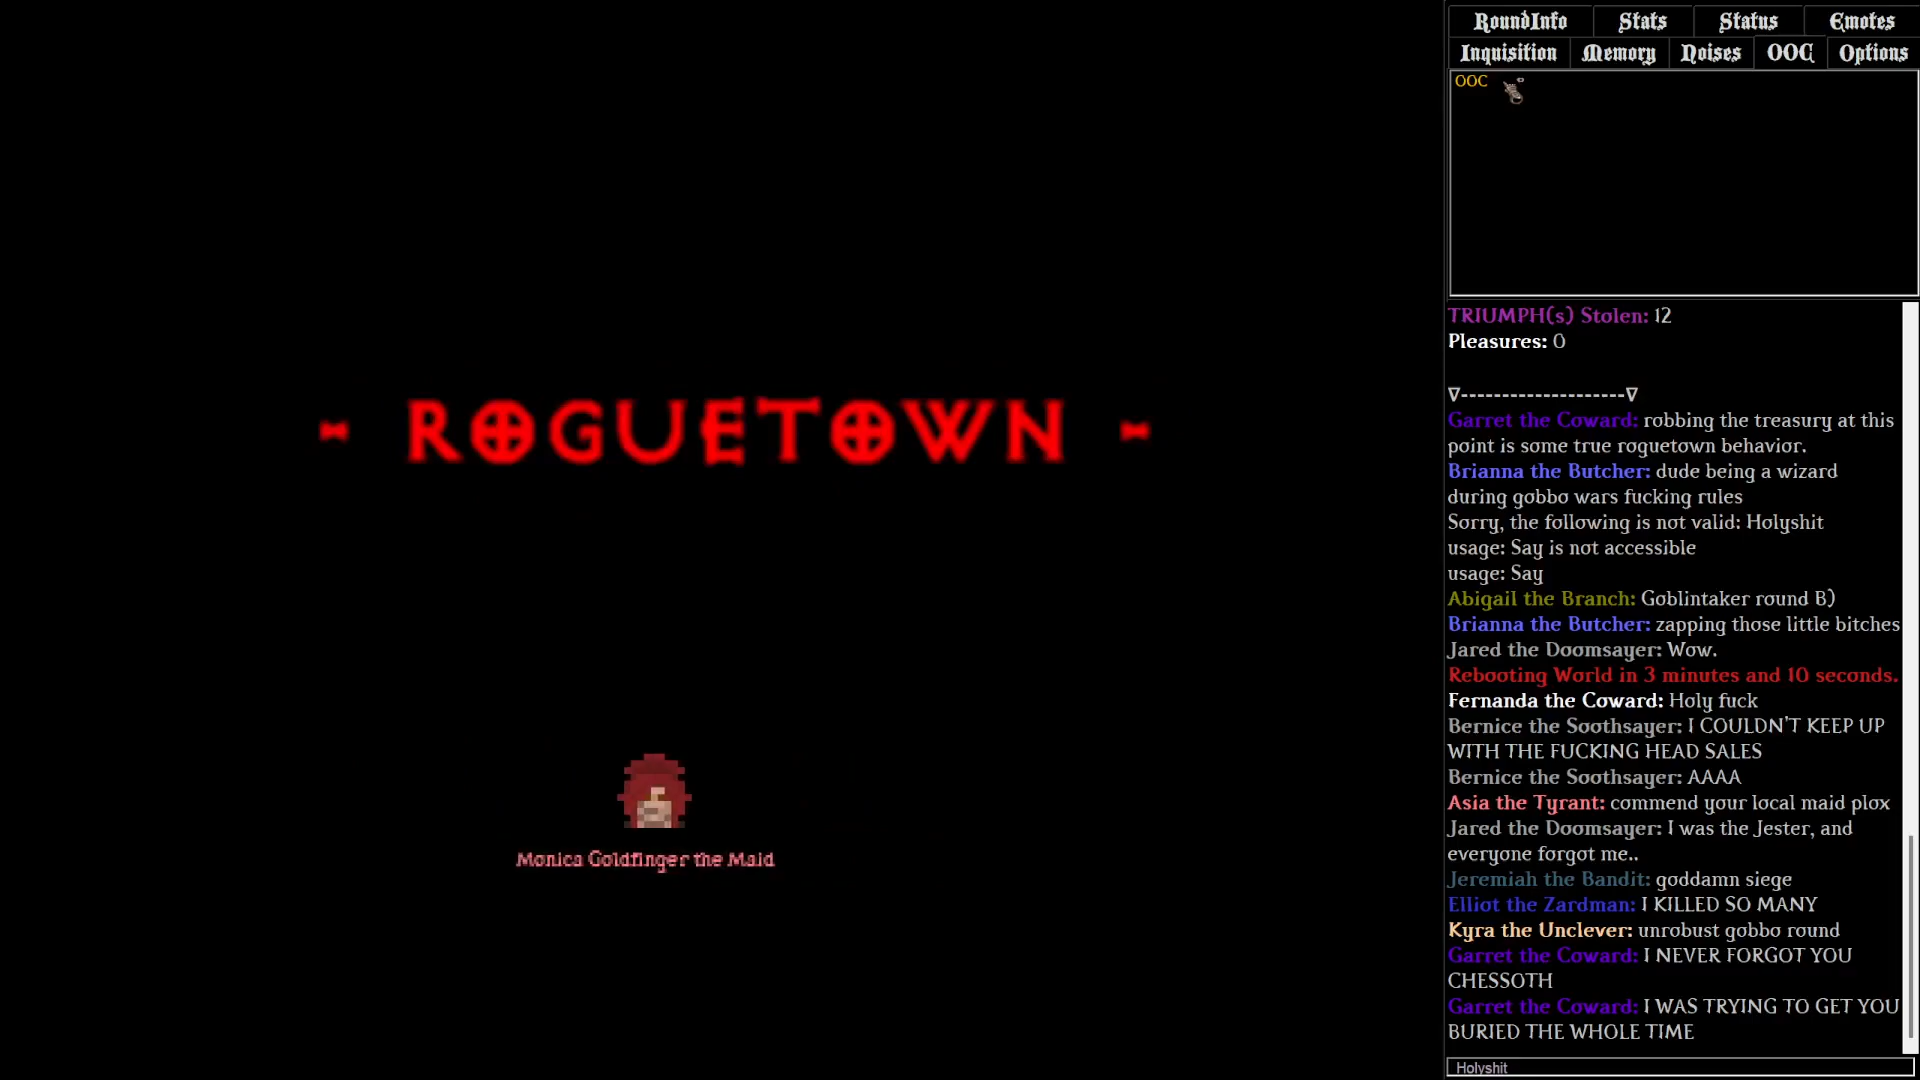 RoundInfo Stats Status Emotes
Inquisition Memory Noises OOC Options
OOC
- ROGUETOWN -
Monica Goldfinger the Maid
TRIUMPH(s) Stolen: 12
Pleasures: 0
∇--------------------∇
Garret the Coward: robbing the treasury at this
point is some true roguetown behavior.
Brianna the Butcher: dude being a wizard
during gobbo wars fucking rules
Sorry, the following is not valid: Holyshit
usage: Say is not accessible
usage: Say
Abigail the Branch: Goblintaker round B)
Brianna the Butcher: zapping those little bitches
Jared the Doomsayer: Wow.
Rebooting World in 3 minutes and 10 seconds.
Fernanda the Coward: Holy fuck
Bernice the Soothsayer: I COULDN'T KEEP UP
WITH THE FUCKING HEAD SALES
Bernice the Soothsayer: AAAA
Asia the Tyrant: commend your local maid plox
Jared the Doomsayer: I was the Jester, and
everyone forgot me..
Jeremiah the Bandit: goddamn siege
Elliot the Zardman: I KILLED SO MANY
Kyra the Unclever: unrobust gobbo round
Garret the Coward: I NEVER FORGOT YOU
CHESSOTH
Garret the Coward: I WAS TRYING TO GET YOU
BURIED THE WHOLE TIME
Holyshit